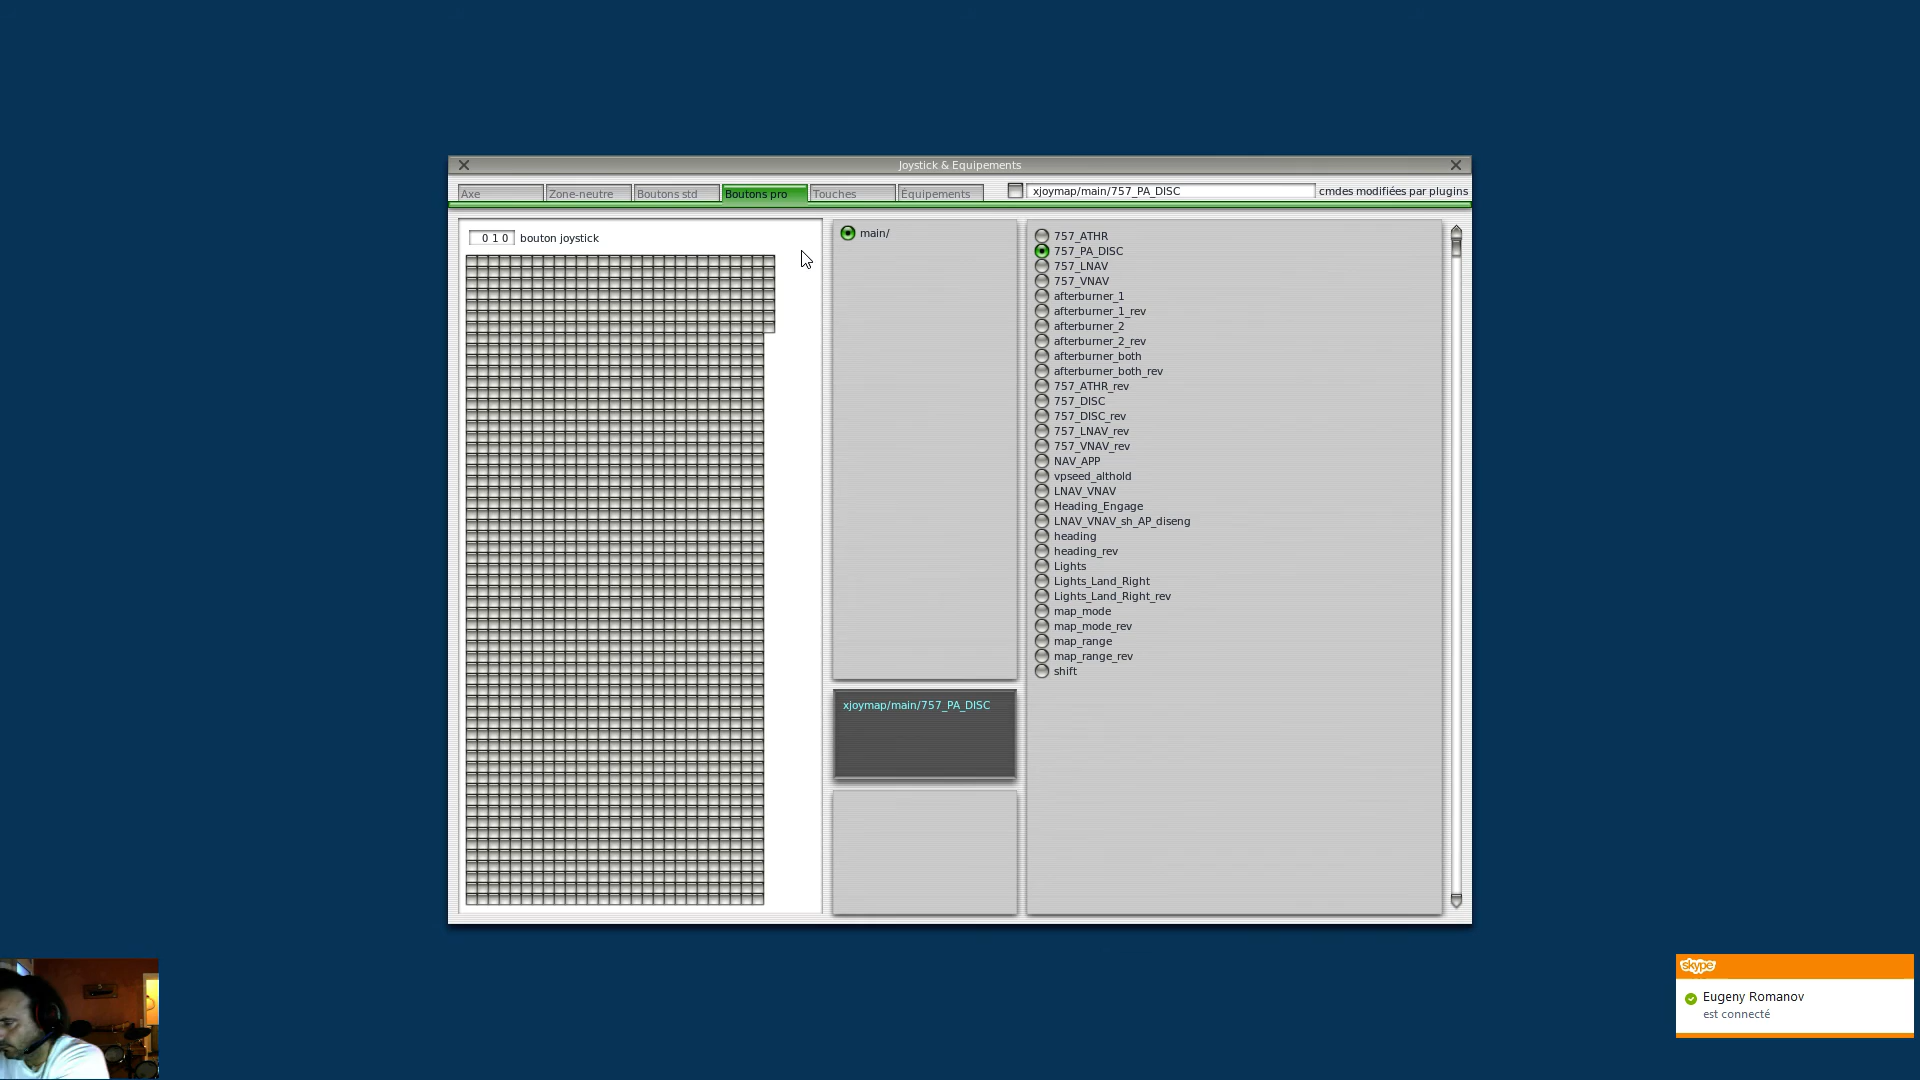 Joystick & Equipements
Axe
Zone-neutre
Boutons std
Boutons pro
Touches
Équipements
xjoymap/main/757_PA_DISC
cmdes modifiées par plugins
0 1 0 bouton joystick
main/
757_ATHR
757_PA_DISC
757_LNAV
757_VNAV
afterburner_1
afterburner_1_rev
afterburner_2
afterburner_2_rev
afterburner_both
afterburner_both_rev
757_ATHR_rev
757_DISC
757_DISC_rev
757_LNAV_rev
757_VNAV_rev
NAV_APP
vpseed_althold
LNAV_VNAV
Heading_Engage
LNAV_VNAV_sh_AP_diseng
heading
heading_rev
Lights
Lights_Land_Right
Lights_Land_Right_rev
map_mode
map_mode_rev
map_range
map_range_rev
shift
xjoymap/main/757_PA_DISC
skype
Eugeny Romanov
est connecté